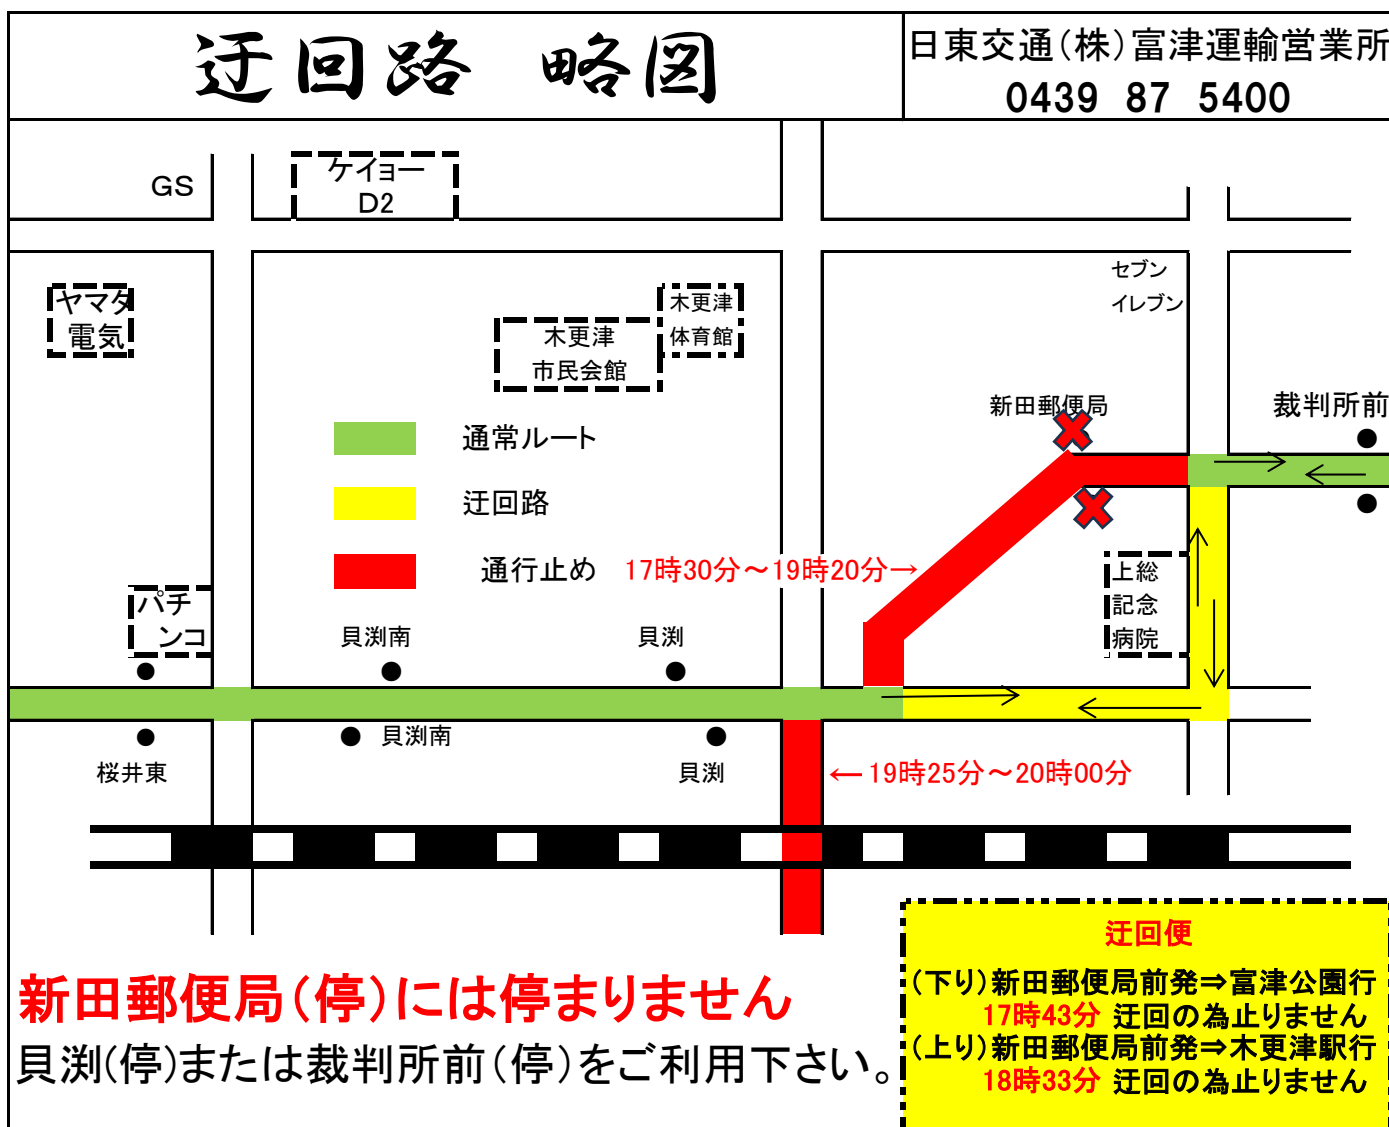 迂回路 略図
日東交通(株)富津運輸営業所
0439 87 5400
GS
ケイヨー
D2
ヤマダ
電気
木更津
体育館
木更津
市民会館
セブン
イレブン
新田郵便局
裁判所前
通常ルート
迂回路
通行止め
17時30分～19時20分→
上総
記念
病院
パチ
ンコ
貝渕南
貝渕
貝渕南
貝渕
桜井東
←19時25分～20時00分
新田郵便局(停)には停まりません
貝渕(停)または裁判所前(停)をご利用下さい。
迂回便
(下り)新田郵便局前発⇒富津公園行
17時43分 迂回の為止りません
(上り)新田郵便局前発⇒木更津駅行
18時33分 迂回の為止りません